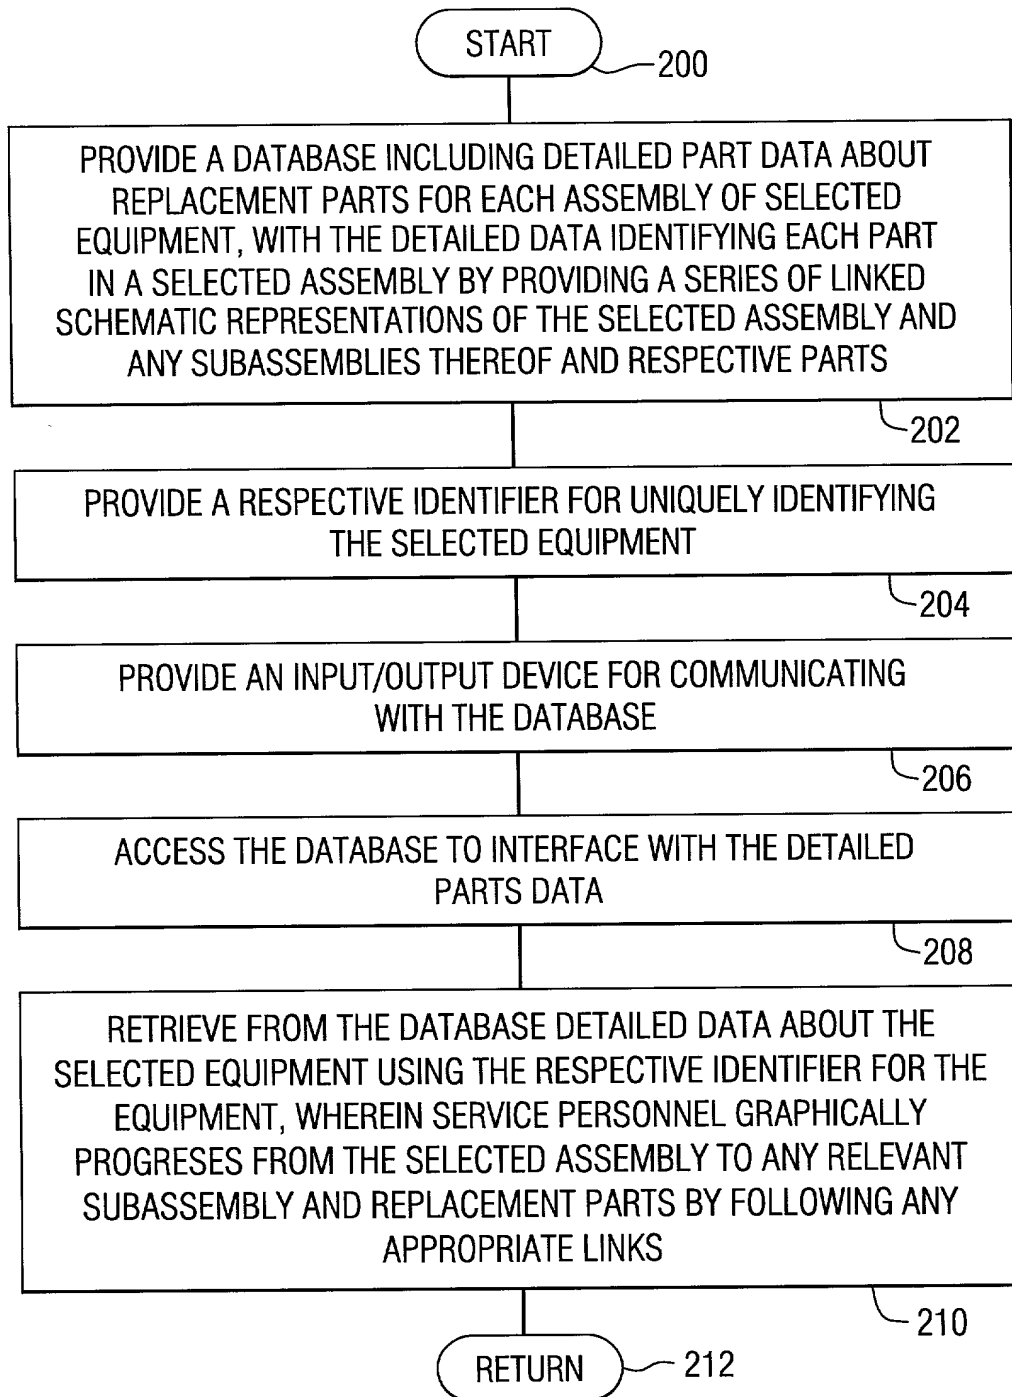 START
200
PROVIDE A DATABASE INCLUDING DETAILED PART DATA ABOUT
REPLACEMENT PARTS FOR EACH ASSEMBLY OF SELECTED
EQUIPMENT, WITH THE DETAILED DATA IDENTIFYING EACH PART
IN A SELECTED ASSEMBLY BY PROVIDING A SERIES OF LINKED
SCHEMATIC REPRESENTATIONS OF THE SELECTED ASSEMBLY AND
ANY SUBASSEMBLIES THEREOF AND RESPECTIVE PARTS
202
PROVIDE A RESPECTIVE IDENTIFIER FOR UNIQUELY IDENTIFYING
THE SELECTED EQUIPMENT
204
PROVIDE AN INPUT/OUTPUT DEVICE FOR COMMUNICATING
WITH THE DATABASE
206
ACCESS THE DATABASE TO INTERFACE WITH THE DETAILED
PARTS DATA
208
RETRIEVE FROM THE DATABASE DETAILED DATA ABOUT THE
SELECTED EQUIPMENT USING THE RESPECTIVE IDENTIFIER FOR THE
EQUIPMENT, WHEREIN SERVICE PERSONNEL GRAPHICALLY
PROGRESES FROM THE SELECTED ASSEMBLY TO ANY RELEVANT
SUBASSEMBLY AND REPLACEMENT PARTS BY FOLLOWING ANY
APPROPRIATE LINKS
210
RETURN
212